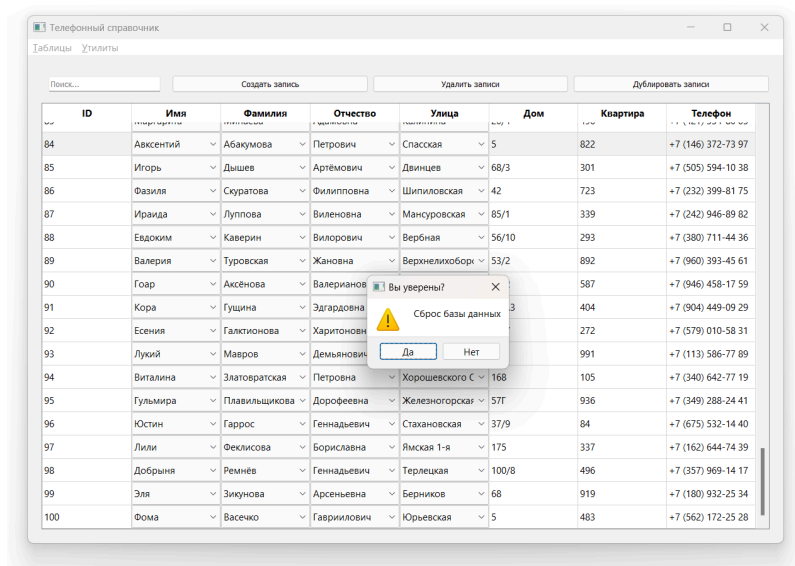 Телефонный справочник
Таблицы Утилиты
Поиск... Создать запись Удалить записи Дублировать записи
ID Имя Фамилия Отчество Улица Дом Квартира Телефон
84 Авксентий Абакумова Петрович Спасская 5 822 +7 (146) 372-73 97
85 Игорь Дышев Артёмович Двинцев 68/3 301 +7 (505) 594-10 38
86 Фазиля Скуратова Филипповна Шипиловская 42 723 +7 (232) 399-81 75
87 Ираида Луппова Виленовна Мансуровская 85/1 339 +7 (242) 946-89 82
88 Евдоким Каверин Вилорович Вербная 56/10 293 +7 (380) 711-44 36
89 Валерия Туровская Жановна Верхнелихоборс 53/2 892 +7 (960) 393-45 61
90 Гоар Аксёнова Валерианов 587 +7 (946) 458-17 59
Вы уверены?
91 Кора Гущина Эдгардовна 404 +7 (904) 449-09 29
Сброс базы данных
92 Есения Галктионова Харитоновн 272 +7 (579) 010-58 31
93 Лукий Мавров Демьянович 991 +7 (113) 586-77 89
Да Нет
94 Виталина Златовратская Петровна Хорошевского С 168 105 +7 (340) 642-77 19
95 Гульмира Плавильщикова Дорофеевна Железногорская 57Г 936 +7 (349) 288-24 41
96 Юстин Гаррос Геннадьевич Стахановская 37/9 84 +7 (675) 532-14 40
97 Лили Феклисова Бориславна Ямская 1-я 175 337 +7 (162) 644-74 39
98 Добрыня Ремнёв Геннадьевич Терлецкая 100/8 496 +7 (357) 969-14 17
99 Эля Зикунова Арсеньевна Берников 68 919 +7 (180) 932-25 34
100 Фома Васечко Гавриилович Юрьевская 5 483 +7 (562) 172-25 28